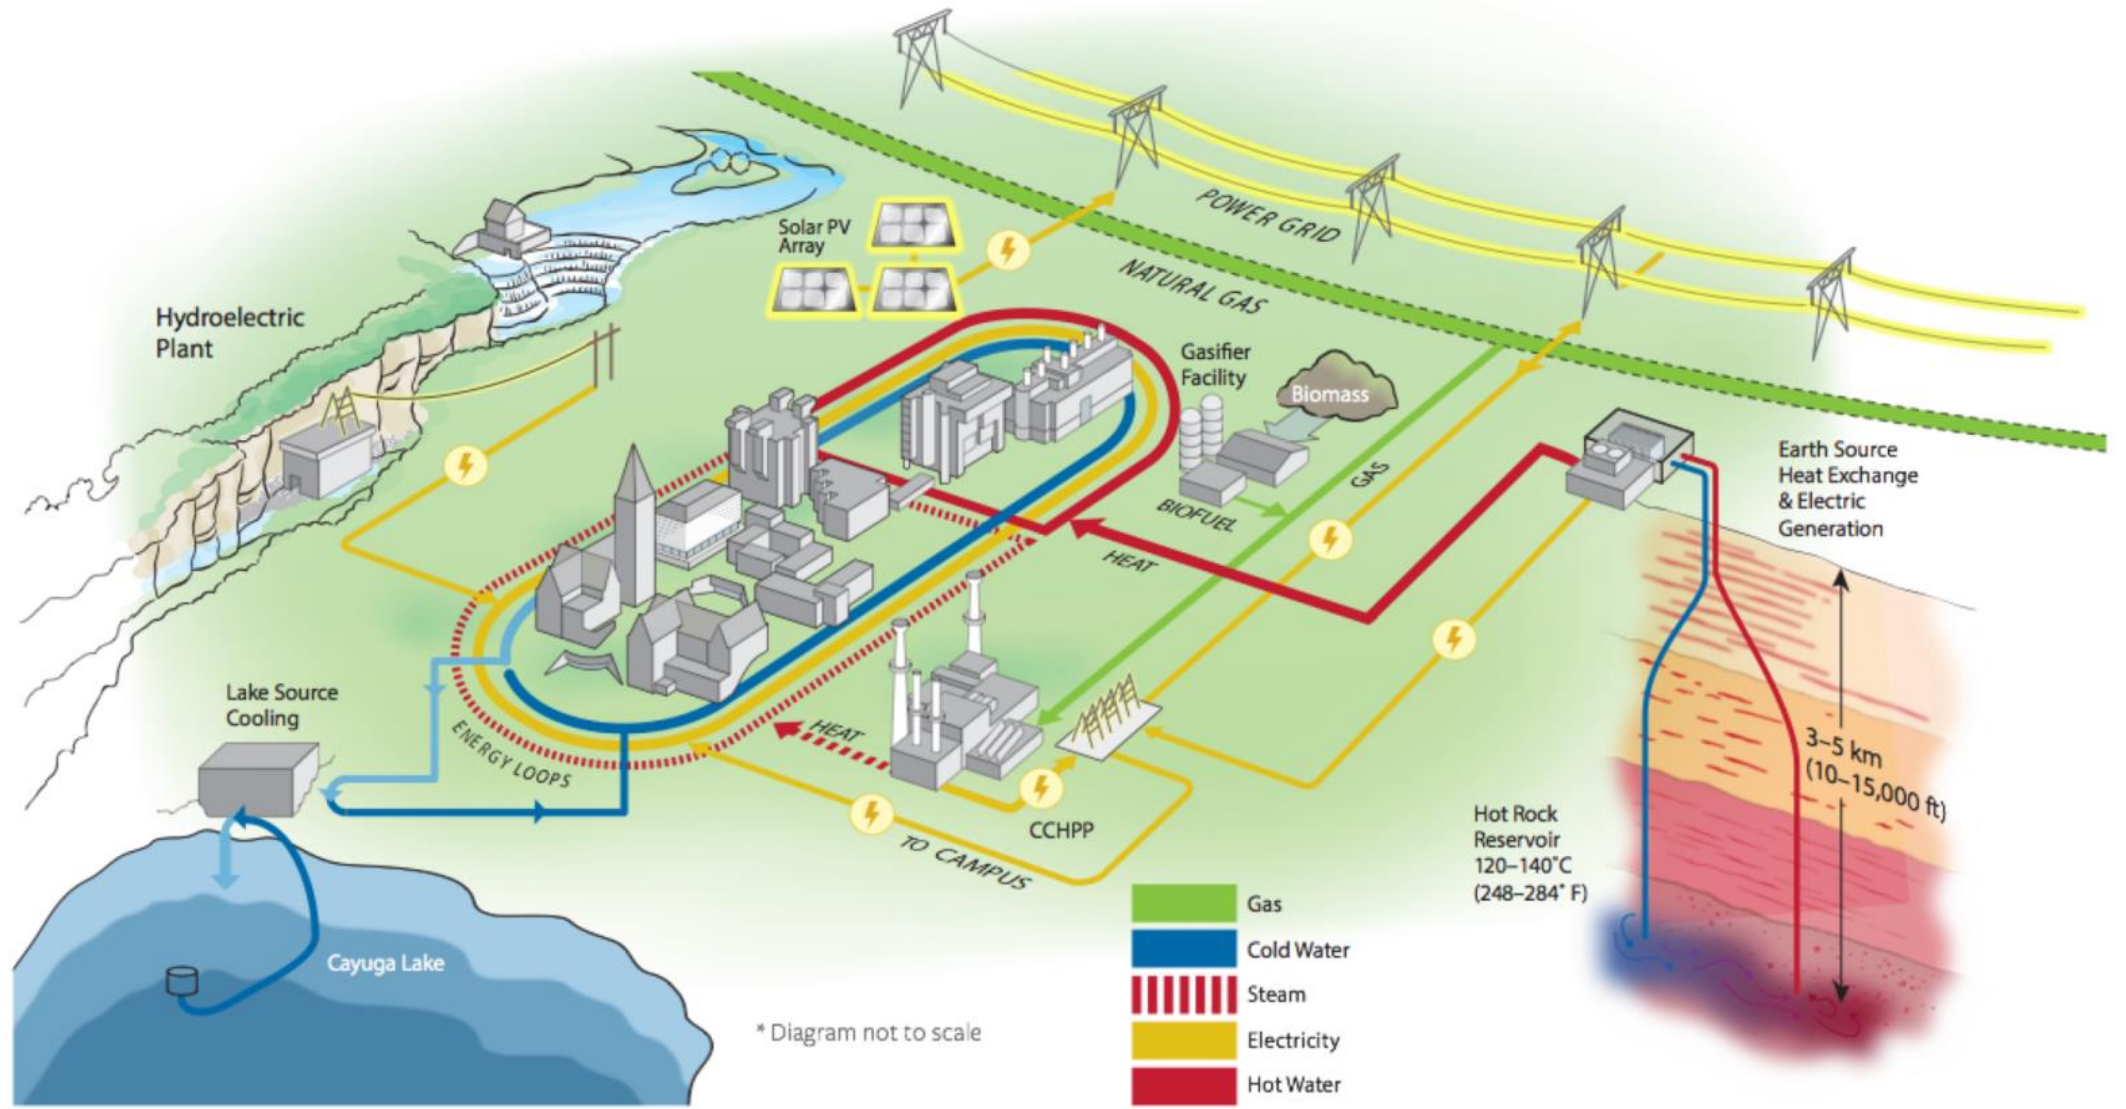 POWER GRID
NATURAL GAS
Solar PV
Array
Hydroelectric
Plant
Gasifier
Facility
Biomass
BIOFUEL
GAS
HEAT
Earth Source
Heat Exchange
& Electric
Generation
3–5 km
(10–15,000 ft)
Hot Rock
Reservoir
120–140˚C
(248–284˚ F)
Lake Source
Cooling
ENERGY LOOPS
HEAT
CCHPP
TO CAMPUS
Cayuga Lake
* Diagram not to scale
Gas
Cold Water
Steam
Electricity
Hot Water